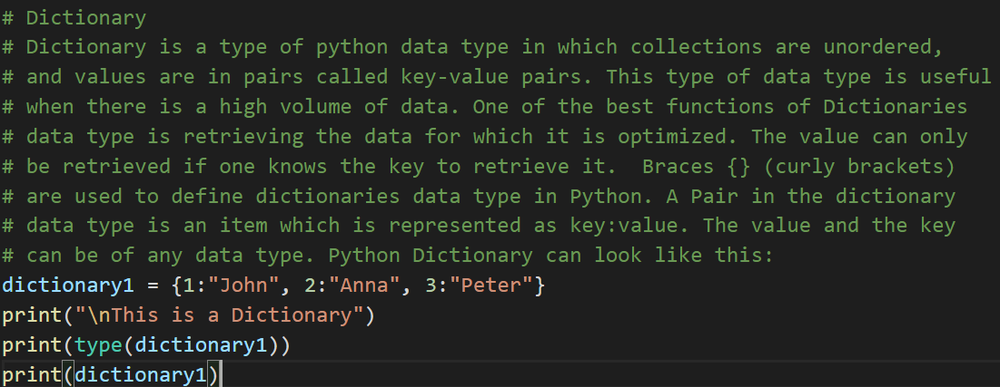 # Dictionary
# Dictionary is a type of python data type in which collections are unordered,
# and values are in pairs called key-value pairs. This type of data type is useful
# when there is a high volume of data. One of the best functions of Dictionaries
# data type is retrieving the data for which it is optimized. The value can only
# be retrieved if one knows the key to retrieve it.  Braces {} (curly brackets)
# are used to define dictionaries data type in Python. A Pair in the dictionary
# data type is an item which is represented as key:value. The value and the key
# can be of any data type. Python Dictionary can look like this:
dictionary1 = {1:"John", 2:"Anna", 3:"Peter"}
print("\nThis is a Dictionary")
print(type(dictionary1))
print(dictionary1)